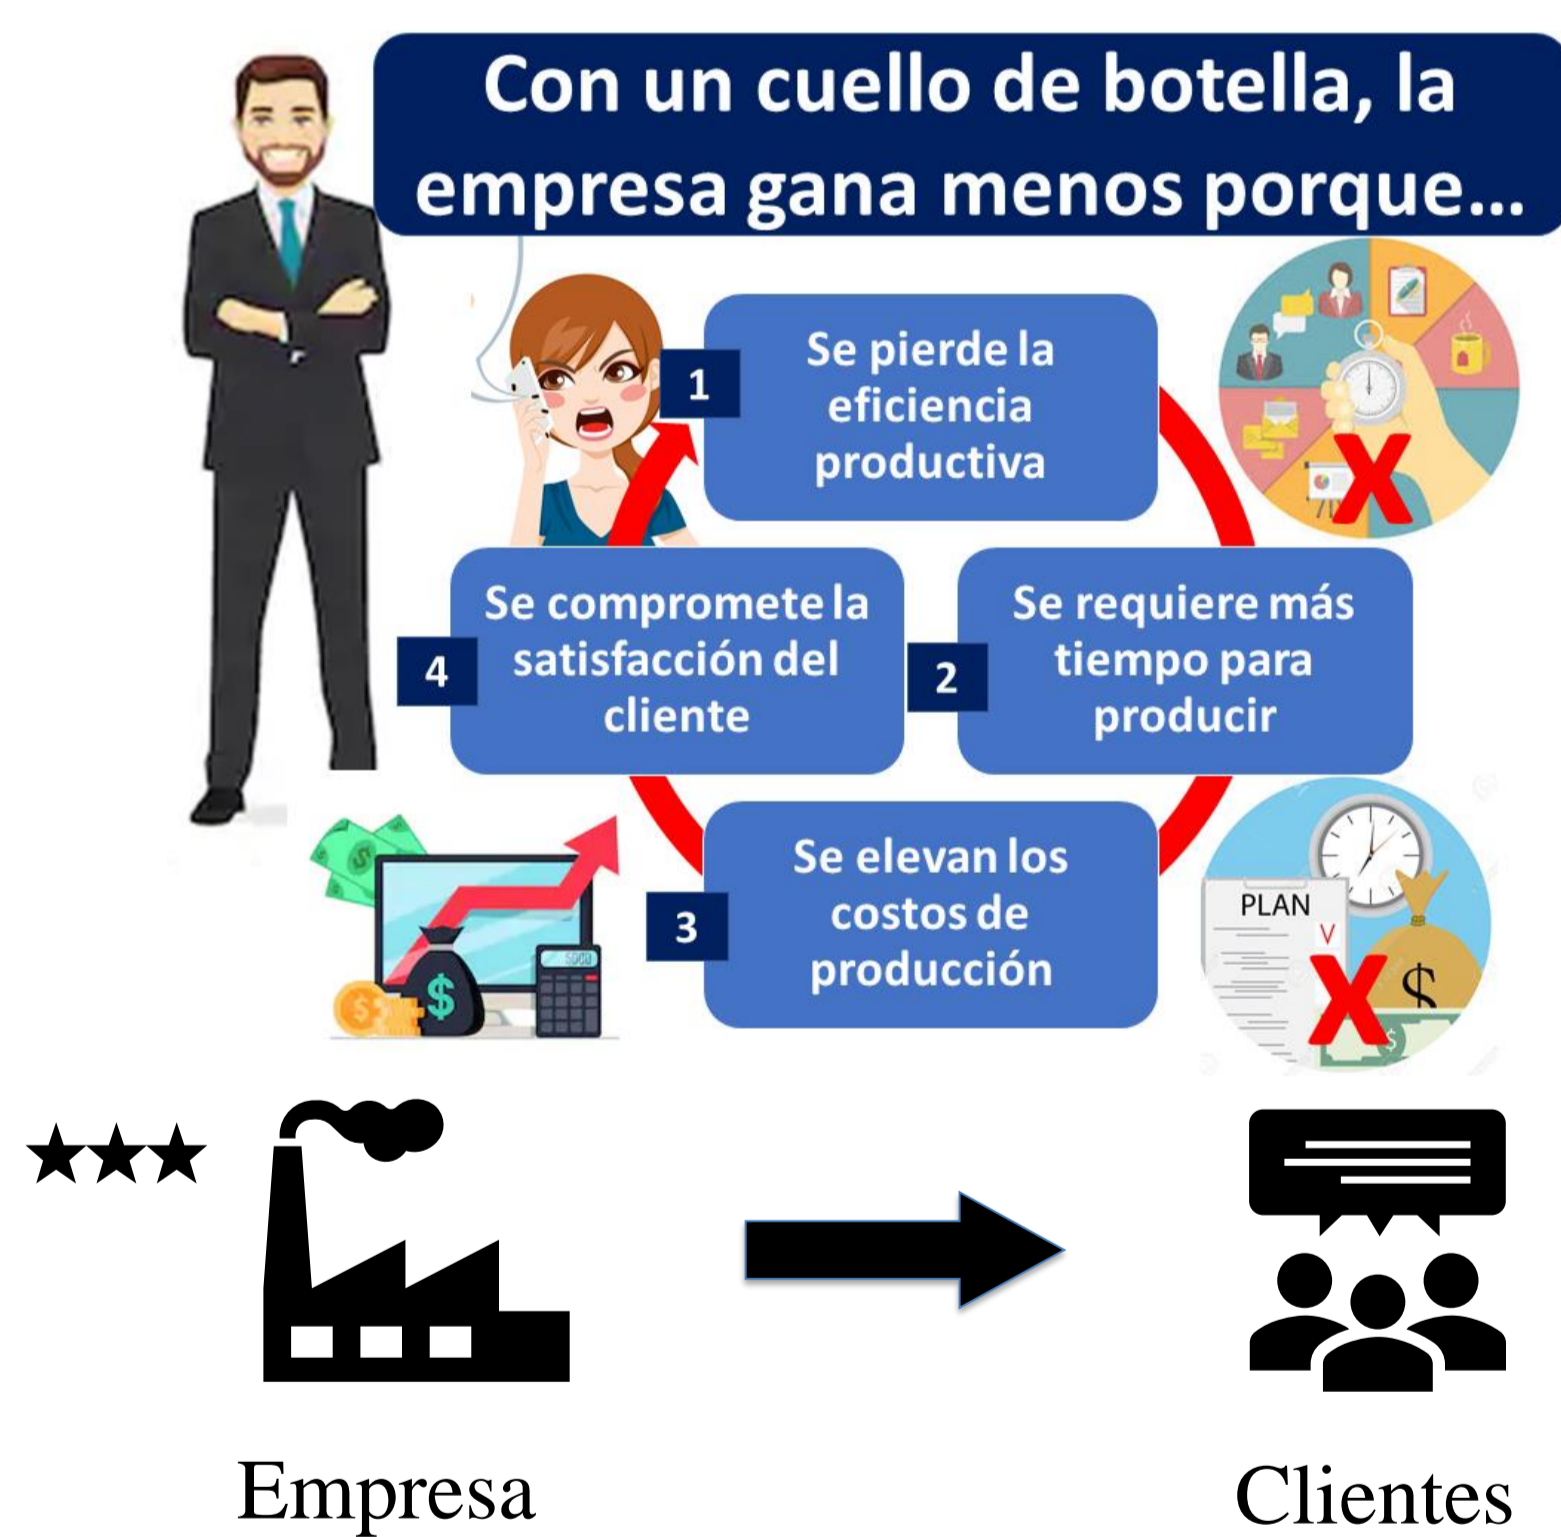 Con un cuello de botella, la
empresa gana menos porque...
1
Se pierde la
eficiencia
productiva
4
Se compromete la
satisfacción del
cliente
2
Se requiere más
tiempo para
producir
3
Se elevan los
costos de
producción
PLAN
V
X
X
$
$
$
Empresa
Clientes